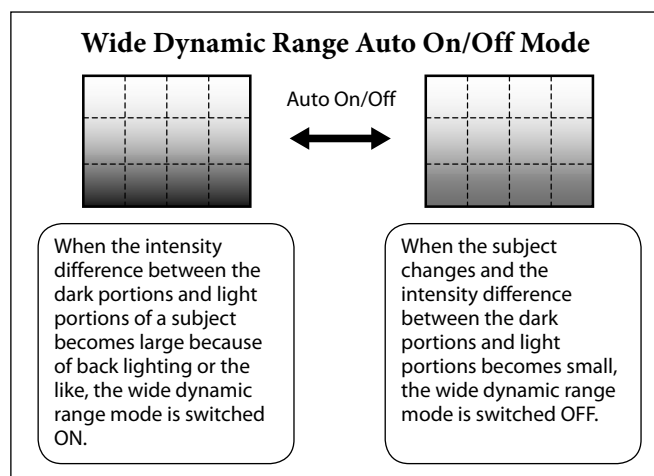 Wide Dynamic Range Auto On/Off Mode
Auto On/Off
When the intensity
difference between the
dark portions and light
portions of a subject
becomes large because
of back lighting or the
like, the wide dynamic
range mode is switched
ON.
When the subject
changes and the
intensity difference
between the dark
portions and light
portions becomes small,
the wide dynamic range
mode is switched OFF.